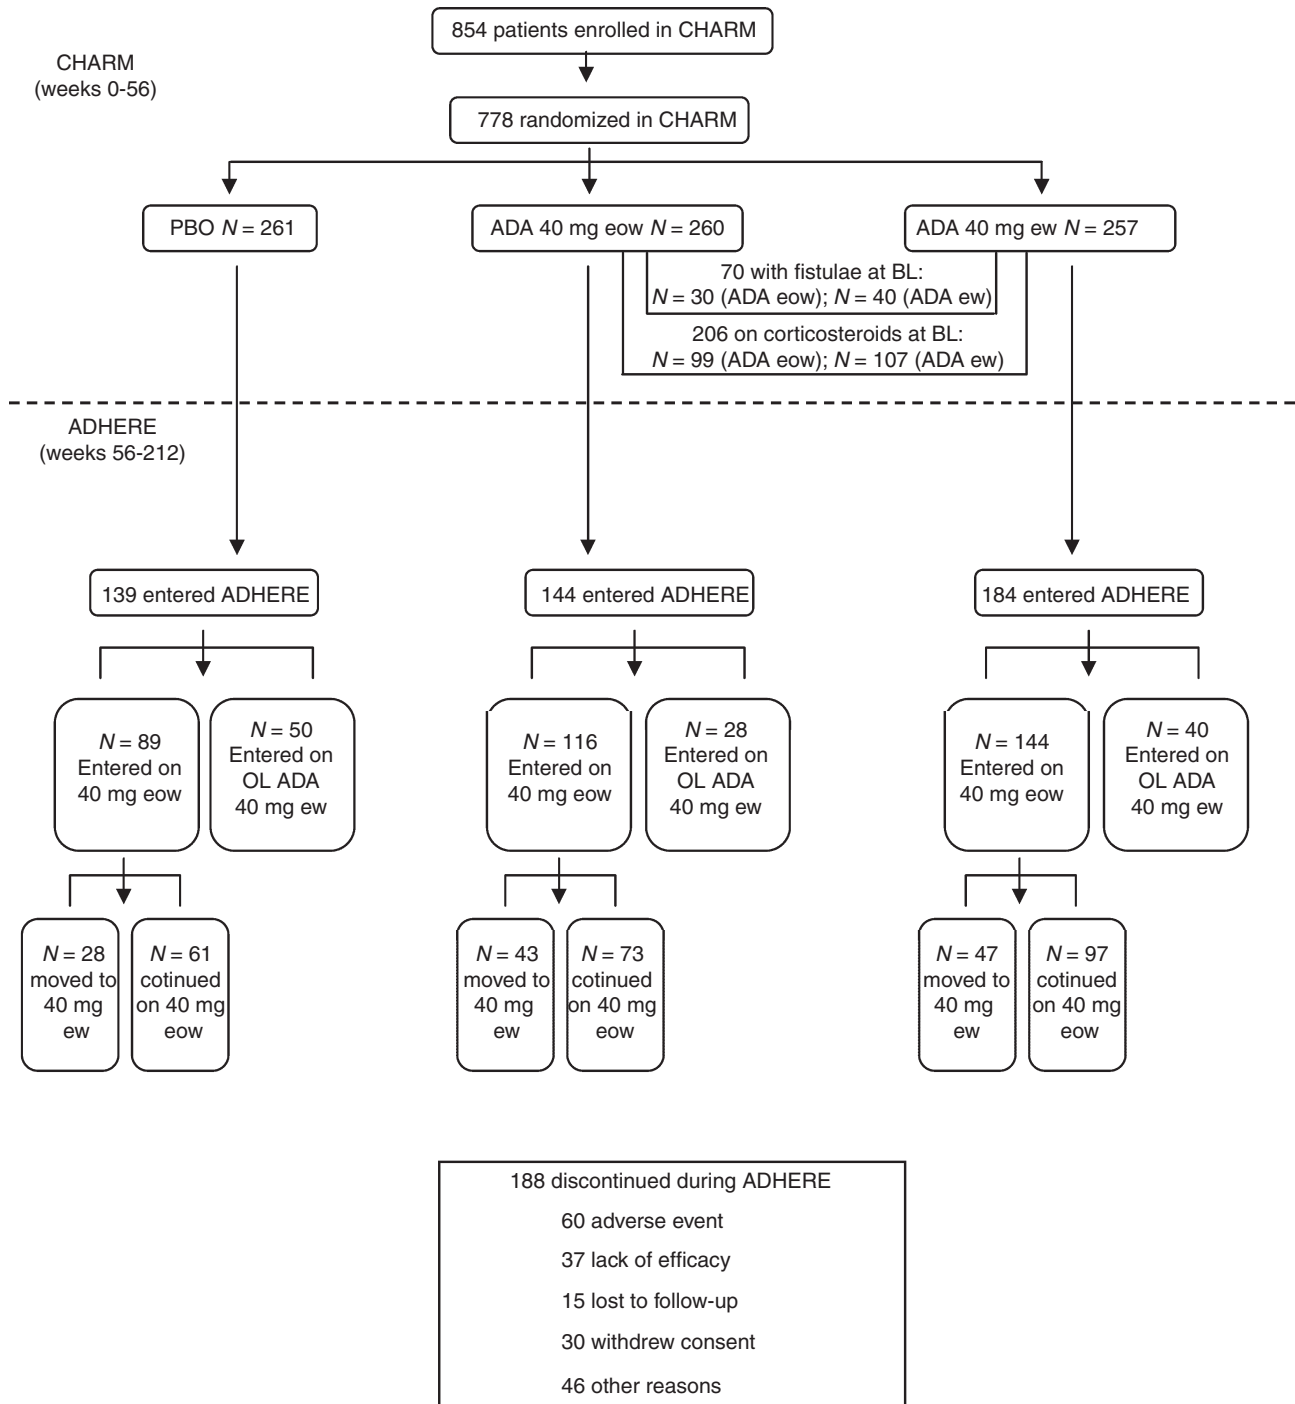 854 patients enrolled in CHARM
CHARM
(weeks 0-56)
778 randomized in CHARM
PBO N = 261
ADA 40 mg eow N = 260
ADA 40 mg ew N = 257
70 with fistulae at BL:
N = 30 (ADA eow); N = 40 (ADA ew)
206 on corticosteroids at BL:
N = 99 (ADA eow); N = 107 (ADA ew)
ADHERE
(weeks 56-212)
139 entered ADHERE
144 entered ADHERE
184 entered ADHERE
N = 89
Entered on
40 mg eow
N = 50
Entered on
OL ADA
40 mg ew
N = 116
Entered on
40 mg eow
N = 28
Entered on
OL ADA
40 mg ew
N = 144
Entered on
40 mg eow
N = 40
Entered on
OL ADA
40 mg ew
N = 28
moved to
40 mg
ew
N = 61
cotinued
on 40 mg
eow
N = 43
moved to
40 mg
ew
N = 73
cotinued
on 40 mg
eow
N = 47
moved to
40 mg
ew
N = 97
cotinued
on 40 mg
eow
188 discontinued during ADHERE
60 adverse event
37 lack of efficacy
15 lost to follow-up
30 withdrew consent
46 other reasons